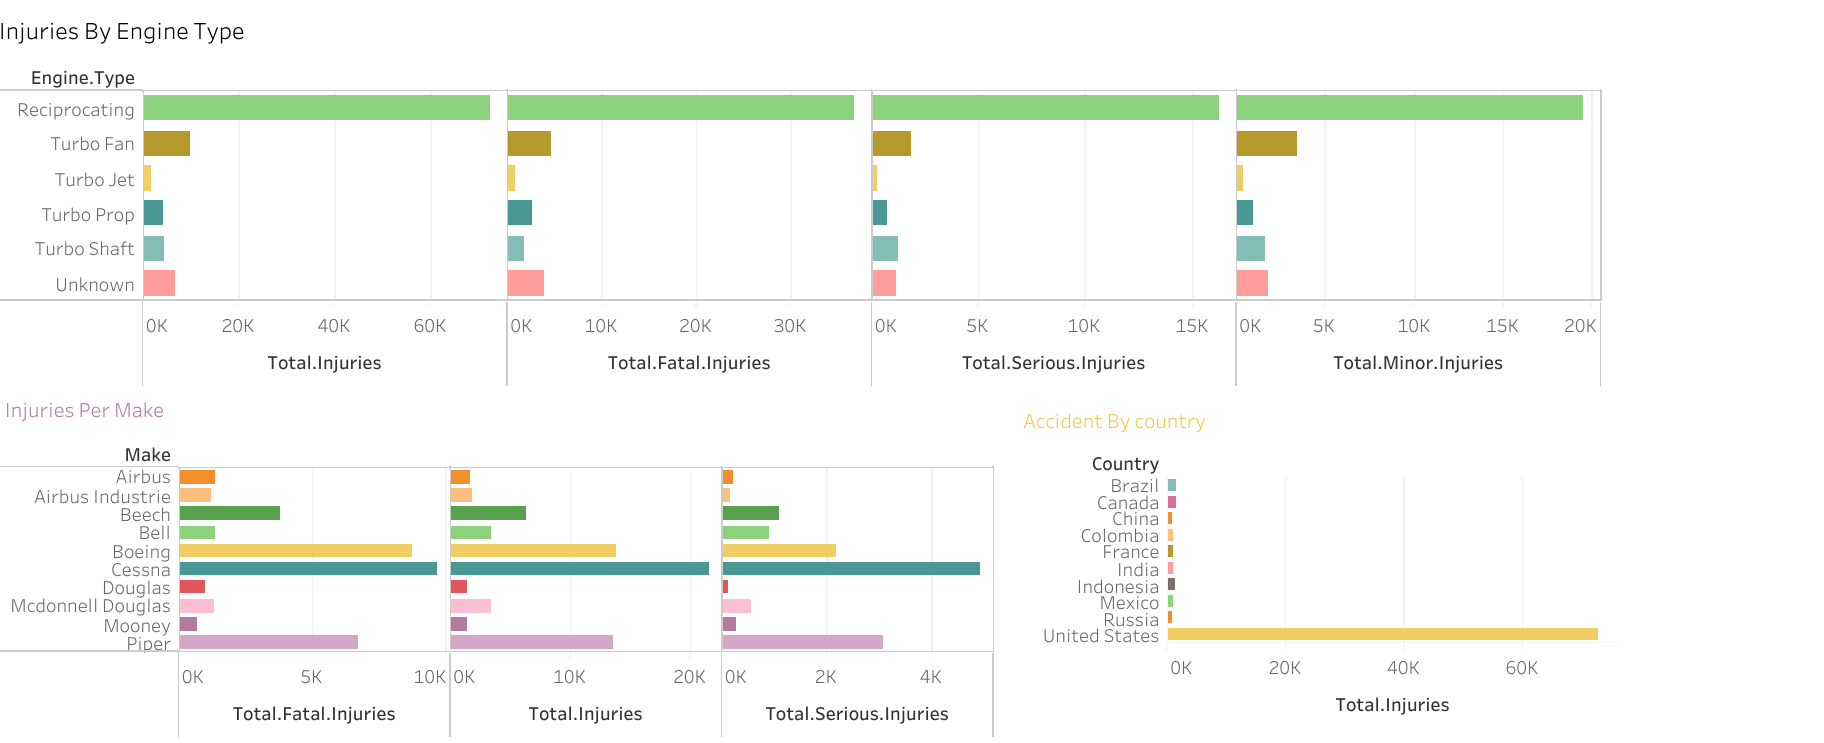 Injuries By Engine Type
Engine.Type
Reciprocating
Turbo Fan
Turbo Jet
Turbo Prop
Turbo Shaft
Unknown
0K 20K 40K 60K 0K 10K 20K 30K 0K 5K 10K 15K 0K 5K 10K 15K 20K
Total.Injuries Total.Fatal.Injuries Total.Serious.Injuries Total.Minor.Injuries
Injuries Per Make
Make
Airbus
Airbus Industrie
Beech
Bell
Boeing
Cessna
Douglas
Mcdonnell Douglas
Mooney
Piper
0K 5K 10K 0K 10K 20K 0K 2K 4K
Total.Fatal.Injuries Total.Injuries Total.Serious.Injuries
Accident By country
Country
Brazil
Canada
China
Colombia
France
India
Indonesia
Mexico
Russia
United States
0K 20K 40K 60K
Total.Injuries